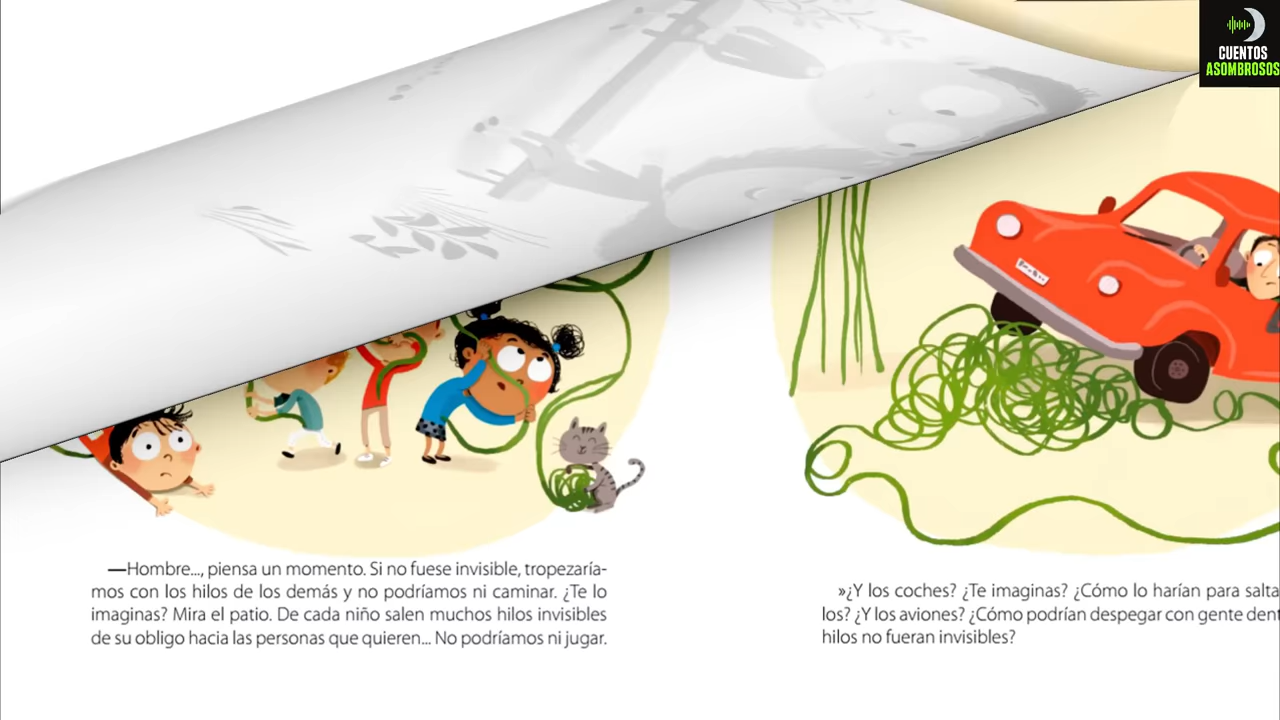 CUENTOS
ASOMBROSOS
—Hombre..., piensa un momento. Si no fuese invisible, tropezaría-
mos con los hilos de los demás y no podríamos ni caminar. ¿Te lo
imaginas? Mira el patio. De cada niño salen muchos hilos invisibles
de su obligo hacia las personas que quieren... No podríamos ni jugar.
»¿Y los coches? ¿Te imaginas? ¿Cómo lo harían para salta
los? ¿Y los aviones? ¿Cómo podrían despegar con gente dent
hilos no fueran invisibles?